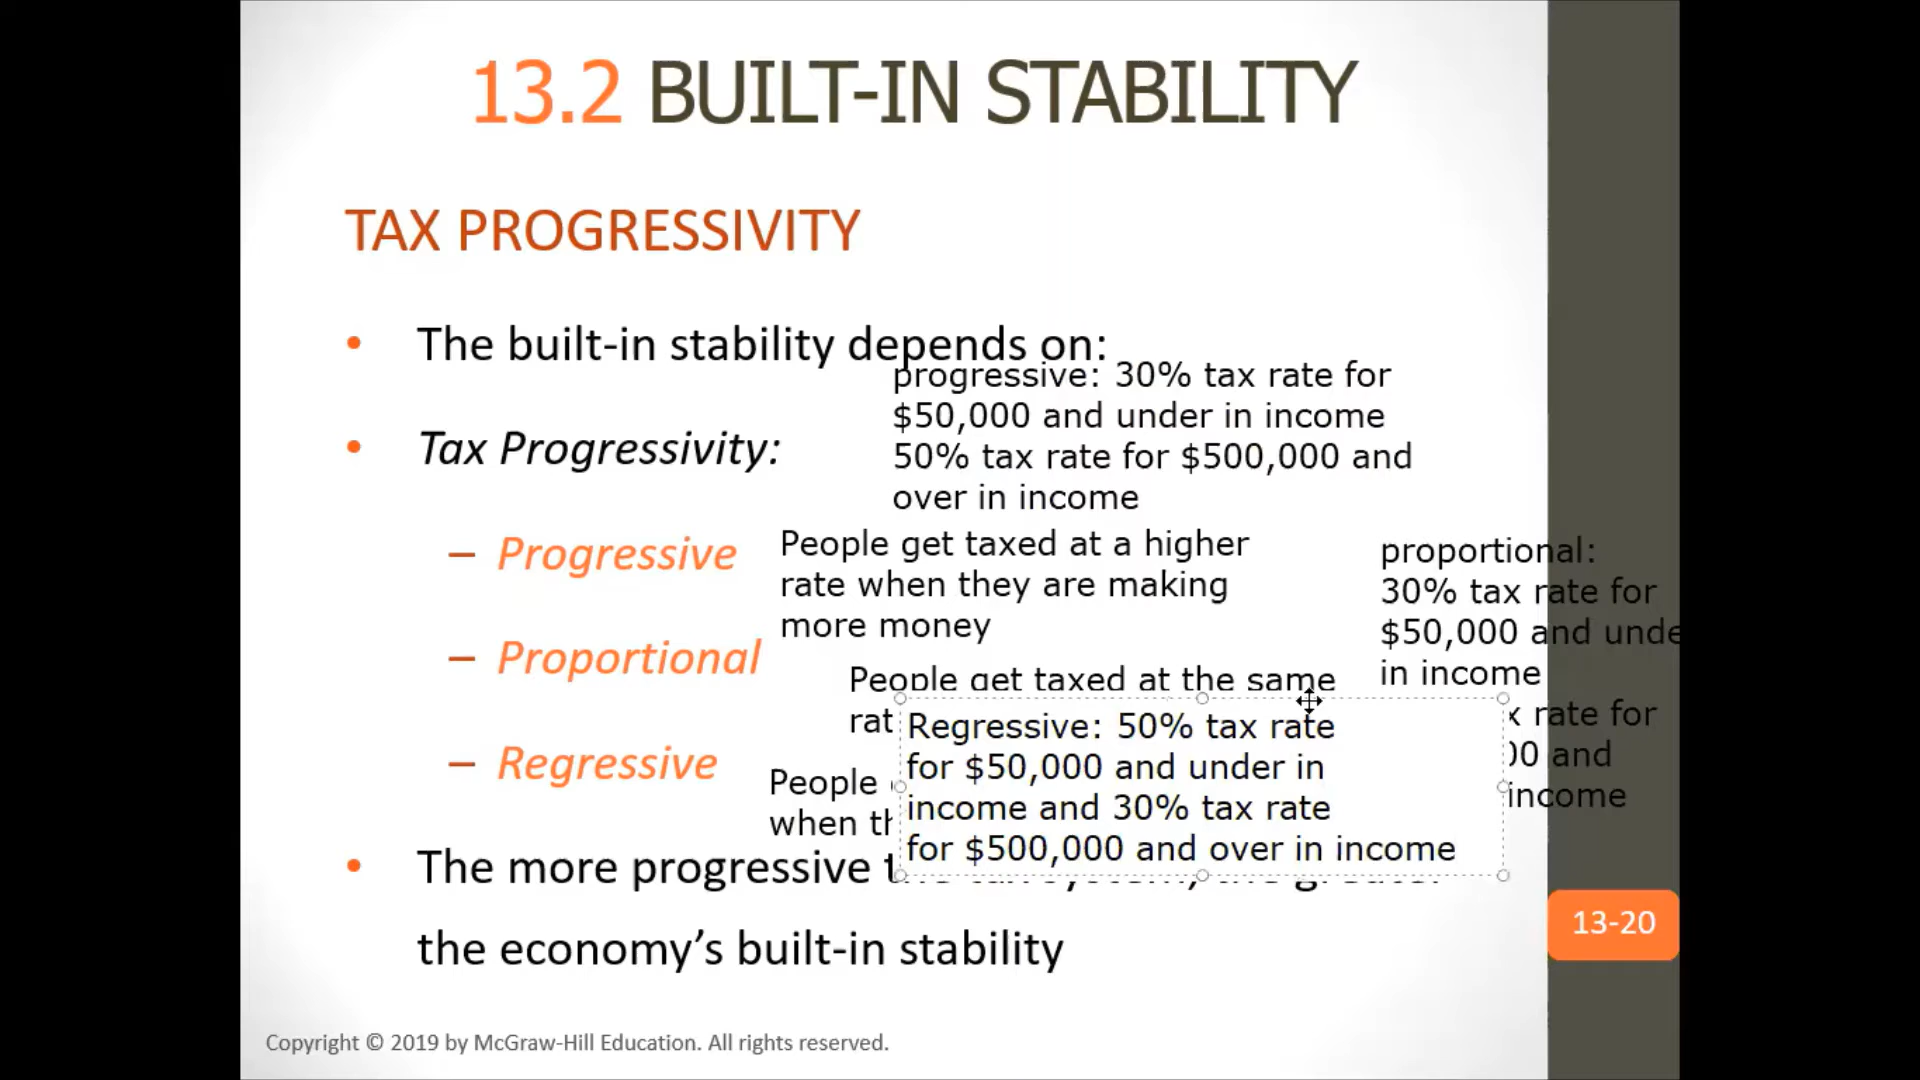 13.2 BUILT-IN STABILITY
TAX PROGRESSIVITY
• The built-in stability depends on:
progressive: 30% tax rate for
$50,000 and under in income
50% tax rate for $500,000 and
over in income
• Tax Progressivity:
– Progressive
People get taxed at a higher
rate when they are making
more money
proportional:
30% tax rate for
$50,000 and unde
in income
rate for
and
income
– Proportional
People get taxed at the same
– Regressive
People
when
Regressive: 50% tax rate
for $50,000 and under in
income and 30% tax rate
for $500,000 and over in income
• The more progressive the tax system, the greater
the economy’s built-in stability
13-20
Copyright © 2019 by McGraw-Hill Education. All rights reserved.